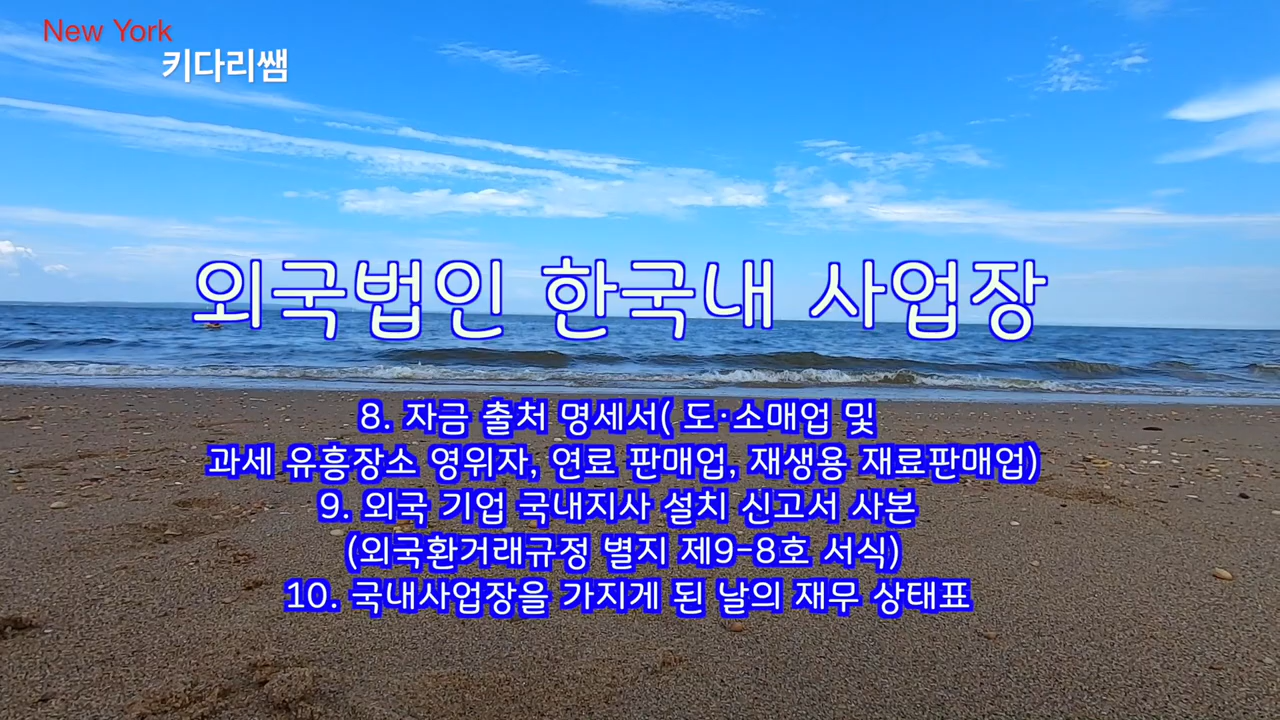 New York
키다리쌤
외국법인 한국내 사업장
8. 자금 출처 명세서( 도·소매업 및
과세 유흥장소 영위자, 연료 판매업, 재생용 재료판매업)
9. 외국 기업 국내지사 설치 신고서 사본
(외국환거래규정 별지 제9-8호 서식)
10. 국내사업장을 가지게 된 날의 재무 상태표